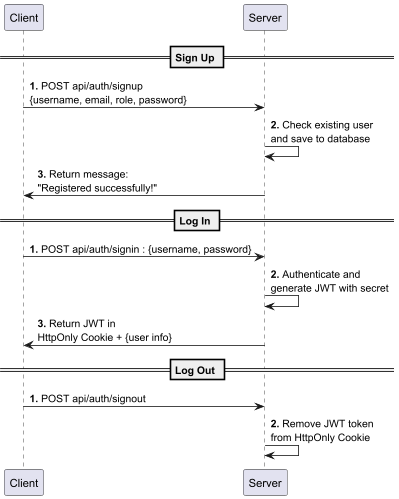 Client
Server
Sign Up
1. POST api/auth/signup
{username, email, role, password}
2. Check existing user
and save to database
3. Return message:
"Registered successfully!"
Log In
1. POST api/auth/signin : {username, password}
2. Authenticate and
generate JWT with secret
3. Return JWT in
HttpOnly Cookie + {user info}
Log Out
1. POST api/auth/signout
2. Remove JWT token
from HttpOnly Cookie
Client
Server